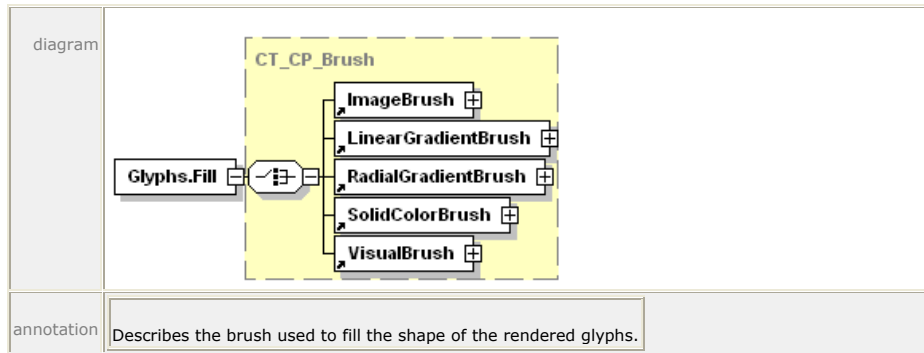 diagram
CT_CP_Brush
ImageBrush
LinearGradientBrush
Glyphs.Fill
RadialGradientBrush
SolidColorBrush
VisualBrush
annotation
Describes the brush used to fill the shape of the rendered glyphs.